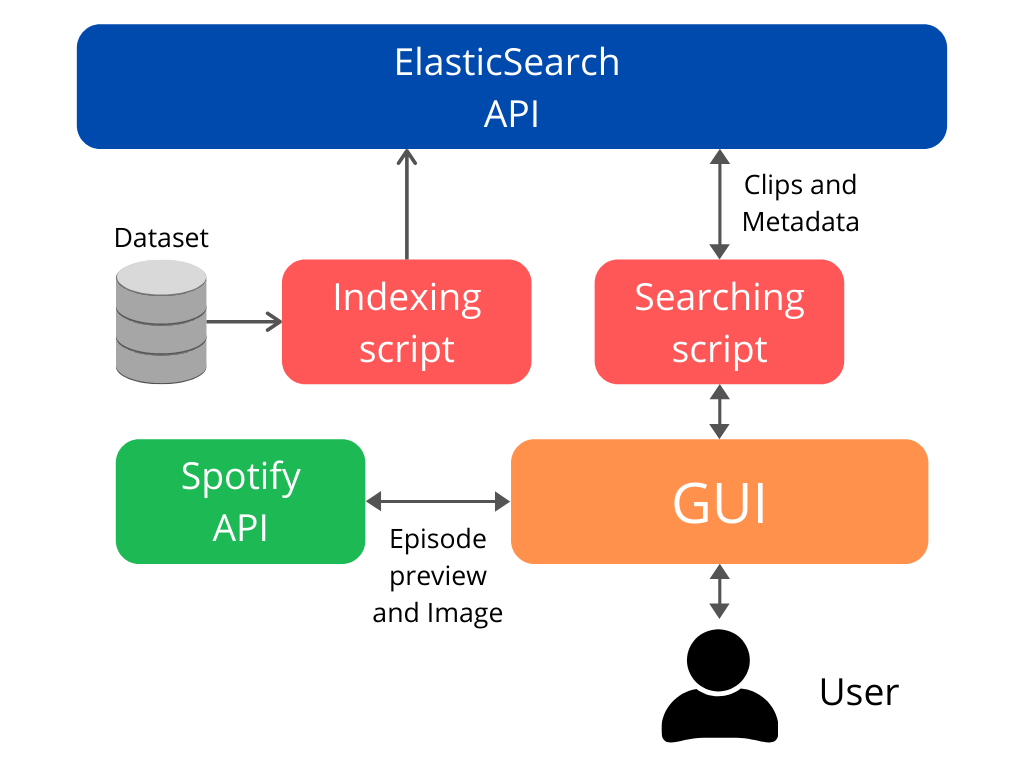 ElasticSearch
API
Clips and
Metadata
Dataset
Indexing
script
Searching
script
Spotify
API
Episode
preview
and Image
GUI
User